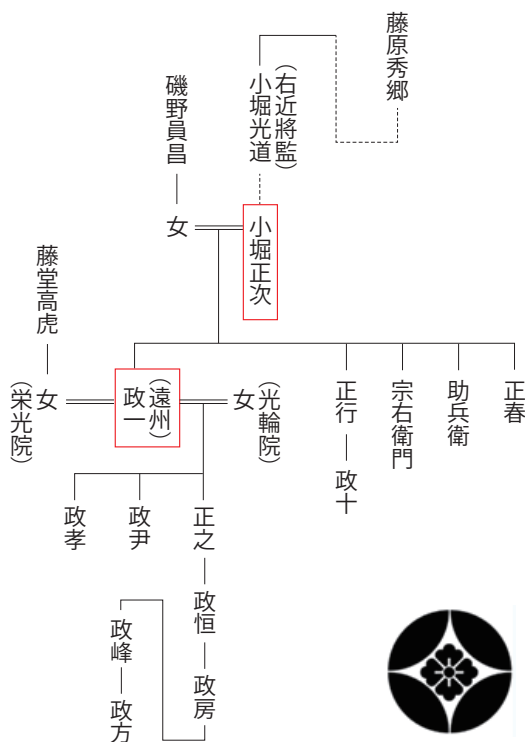 藤原秀郷
(右近將監)
小堀光道
磯野員昌
女
小堀正次
藤堂高虎
女
(栄光院)
(遠州)
政一
女
(光輪院)
正春
助兵衛
宗右衛門
正行
政十
正之
政尹
政孝
政恒
政房
政峰
政方